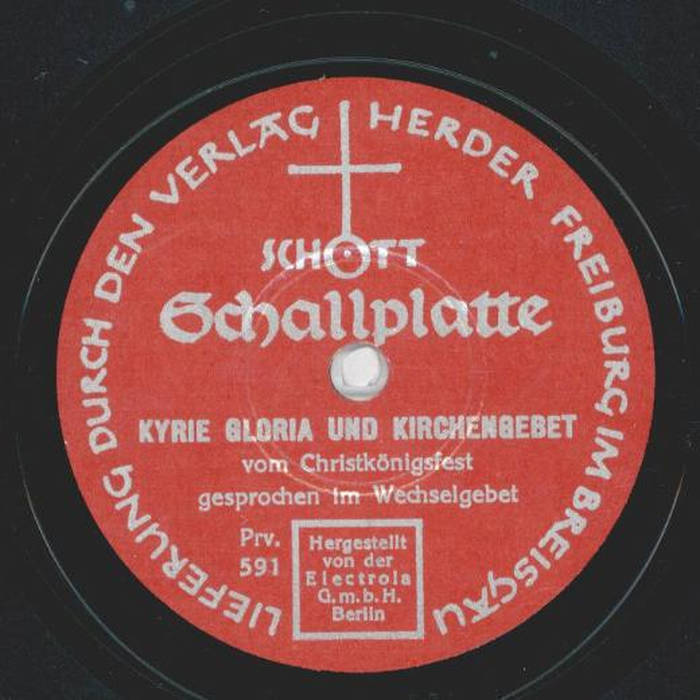 LIEFERUNG DURCH DEN VERLAG HERDER FREIBURG IM BREISGAU
SCHOTT
Schallplatte
KYRIE GLORIA UND KIRCHENGEBET
vom Christkönigsfest
gesprochen im Wechselgebet
Prv.
591
Hergestellt
von der
Electrola
G.m.b.H.
Berlin